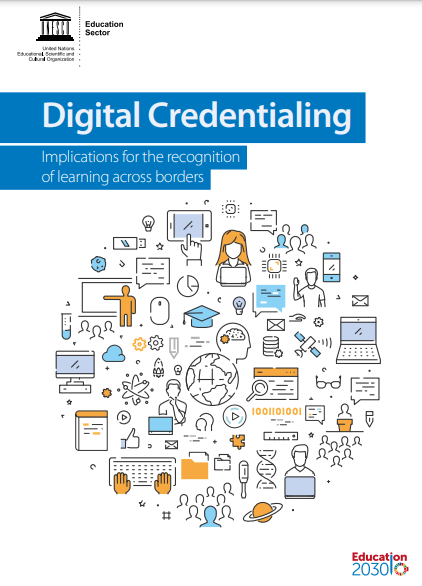 Education
Sector
United Nations
Educational, Scientific and
Cultural Organization
Digital Credentialing
Implications for the recognition
of learning across borders
1001101001
Education
2030